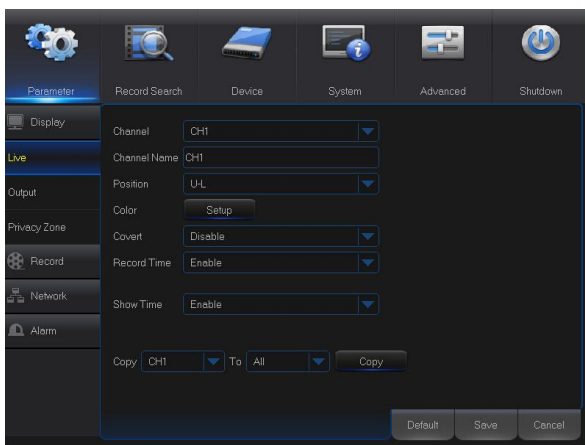 Parameter
Record Search
Device
System
Advanced
Shutdown
Display
Live
Output
Privacy Zone
Record
Network
Alarm
Channel CH1
Channel Name CH1
Position U-L
Color Setup
Covert Disable
Record Time Enable
Show Time Enable
Copy CH1 To All Copy
Default Save Cancel